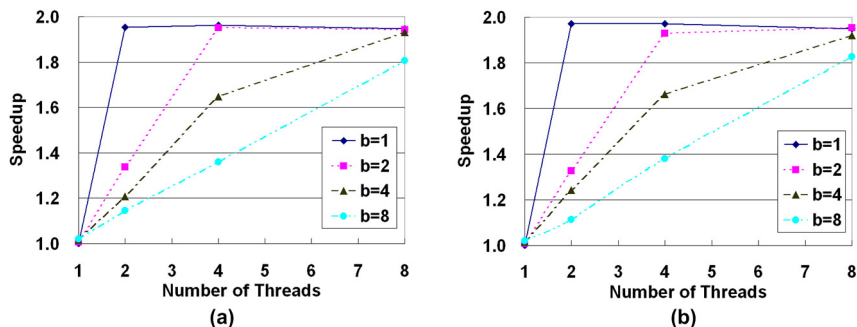 2.0
1.8
1.6
1.4
1.2
1.0
Speedup
b=1
b=2
b=4
b=8
1 2 3 4 5 6 7 8
Number of Threads
(a)
2.0
1.8
1.6
1.4
1.2
1.0
Speedup
b=1
b=2
b=4
b=8
1 2 3 4 5 6 7 8
Number of Threads
(b)